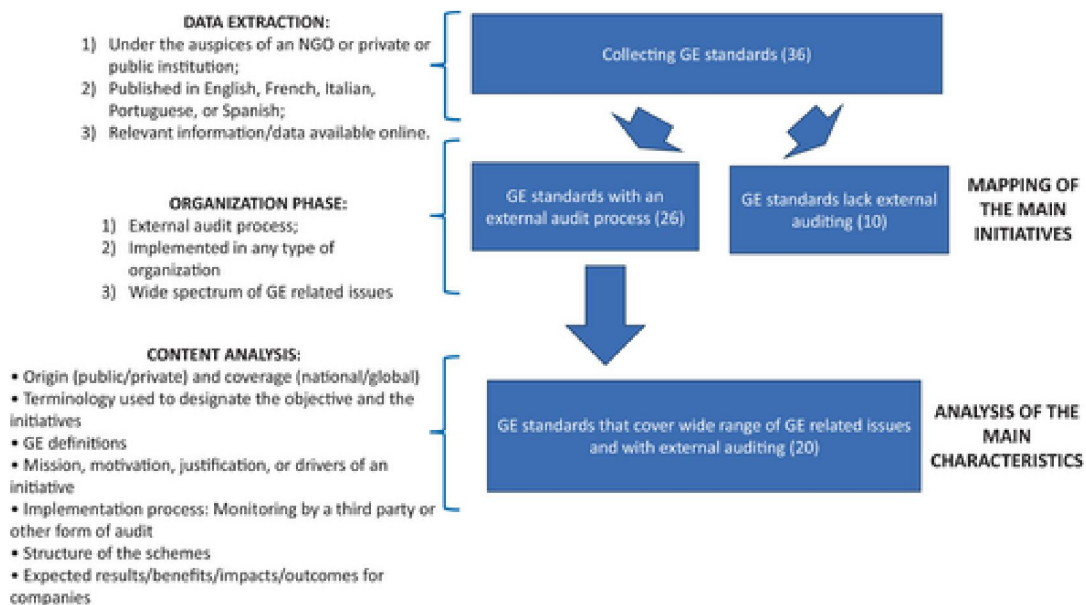 DATA EXTRACTION:
1) Under the auspices of an NGO or private or
public institution;
2) Published in English, French, Italian,
Portuguese, or Spanish;
3) Relevant information/data available online.
Collecting GE standards (36)
ORGANIZATION PHASE:
1) External audit process;
2) Implemented in any type of
organization
3) Wide spectrum of GE related issues
GE standards with an
external audit process (26)
GE standards lack external
auditing (10)
MAPPING OF
THE MAIN
INITIATIVES
CONTENT ANALYSIS:
• Origin (public/private) and coverage (national/global)
• Terminology used to designate the objective and the
initiatives
• GE definitions
• Mission, motivation, justification, or drivers of an
initiative
• Implementation process: Monitoring by a third party or
other form of audit
• Structure of the schemes
• Expected results/benefits/impacts/outcomes for
companies
GE standards that cover wide range of GE related issues
and with external auditing (20)
ANALYSIS OF THE
MAIN
CHARACTERISTICS